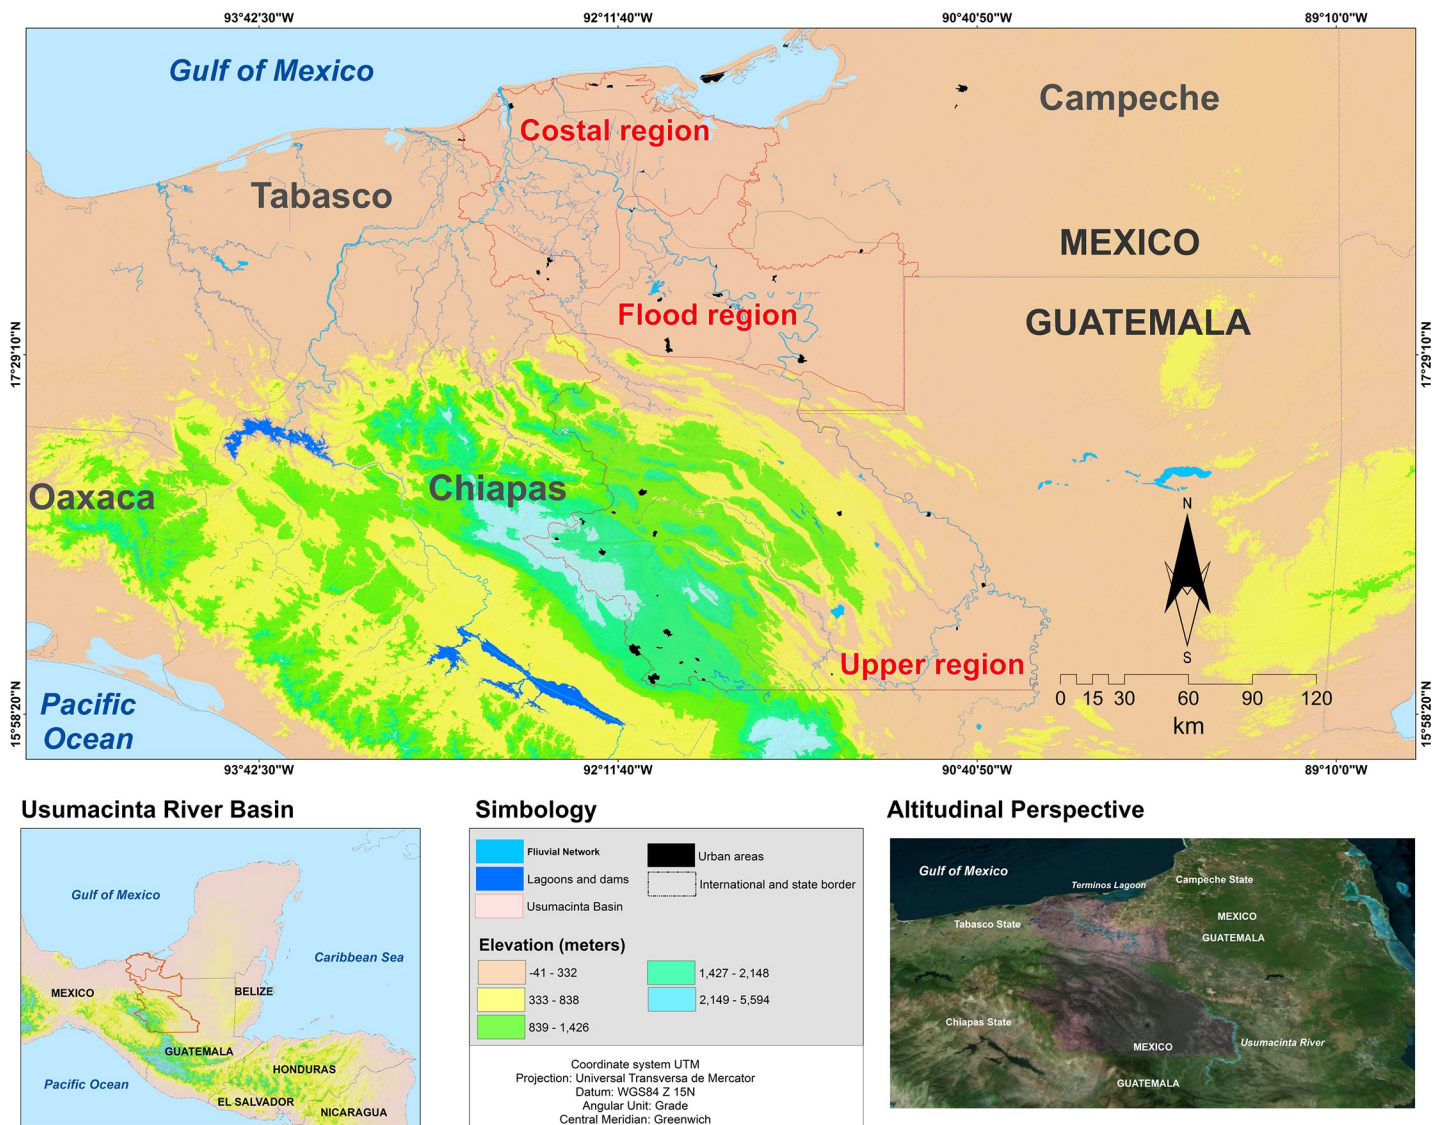 93°42'30"W
92°11'40"W
90°40'50"W
89°10'0"W
Gulf of Mexico
Campeche
Costal region
Tabasco
MEXICO
GUATEMALA
Flood region
17°29'10"N
17°29'10"N
Chiapas
Oaxaca
N
S
Upper region
0 15 30 60 90 120
km
Pacific
Ocean
15°58'20"N
15°58'20"N
93°42'30"W
92°11'40"W
90°40'50"W
89°10'0"W
Usumacinta River Basin
Gulf of Mexico
Caribbean Sea
MEXICO
BELIZE
GUATEMALA
HONDURAS
Pacific Ocean
EL SALVADOR
NICARAGUA
Simbology
Fliuvial Network
Lagoons and dams
Usumacinta Basin
Urban areas
International and state border
Elevation (meters)
-41 - 332
333 - 838
839 - 1,426
1,427 - 2,148
2,149 - 5,594
Coordinate system UTM
Projection: Universal Transversa de Mercator
Datum: WGS84 Z 15N
Angular Unit: Grade
Central Meridian: Greenwich
Altitudinal Perspective
Gulf of Mexico
Terminos Lagoon
Campeche State
Tabasco State
MEXICO
GUATEMALA
Chiapas State
MEXICO
Usumacinta River
GUATEMALA